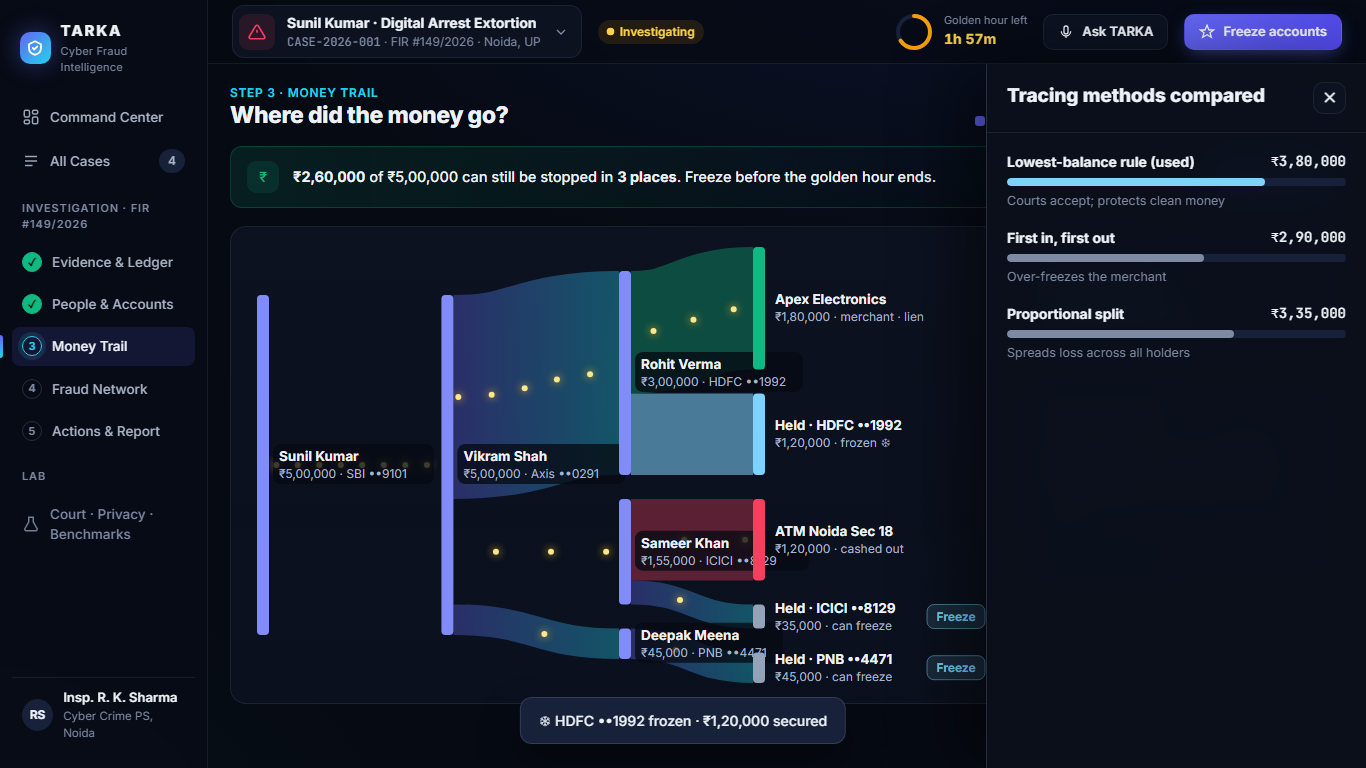 TARKA
Cyber Fraud
Intelligence
Command Center
All Cases
4
INVESTIGATION · FIR
#149/2026
Evidence & Ledger
People & Accounts
3
Money Trail
4
Fraud Network
5
Actions & Report
LAB
Court · Privacy ·
Benchmarks
RS
Insp. R. K. Sharma
Cyber Crime PS,
Noida
Sunil Kumar · Digital Arrest Extortion
CASE-2026-001 · FIR #149/2026 · Noida, UP
Investigating
Golden hour left
1h 57m
Ask TARKA
Freeze accounts
STEP 3 · MONEY TRAIL
Where did the money go?
₹
₹2,60,000 of ₹5,00,000 can still be stopped in 3 places. Freeze before the golden hour ends.
Sunil Kumar
₹5,00,000 · SBI ••9101
Vikram Shah
₹5,00,000 · Axis ••0291
Rohit Verma
₹3,00,000 · HDFC ••1992
Sameer Khan
₹1,55,000 · ICICI ••8129
Deepak Meena
₹45,000 · PNB ••4471
Apex Electronics
₹1,80,000 · merchant · lien
Held · HDFC ••1992
₹1,20,000 · frozen ❄
ATM Noida Sec 18
₹1,20,000 · cashed out
Held · ICICI ••8129
₹35,000 · can freeze
Freeze
Held · PNB ••4471
₹45,000 · can freeze
Freeze
❄ HDFC ••1992 frozen · ₹1,20,000 secured
Tracing methods compared
Lowest-balance rule (used)
₹3,80,000
Courts accept; protects clean money
First in, first out
₹2,90,000
Over-freezes the merchant
Proportional split
₹3,35,000
Spreads loss across all holders